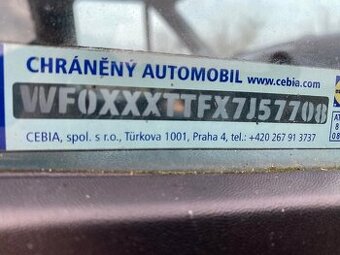 CHRÁNĚNÝ AUTOMOBIL www.cebia.com
WF0XXXTTFX7J57708
CEBIA, spol. s r.o., Türkova 1001, Praha 4, tel.: +420 267 91 3737